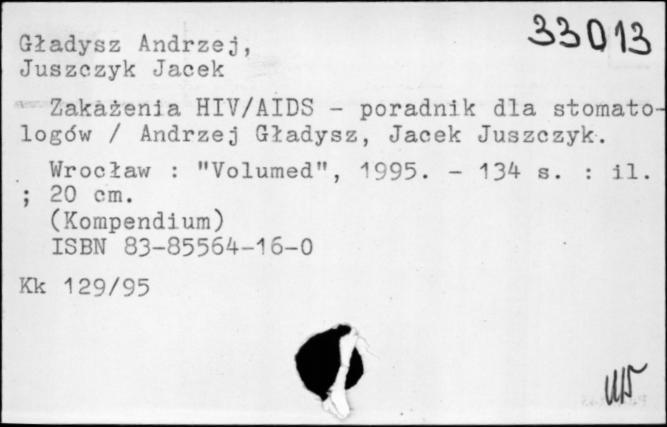 33013
Gładysz Andrzej,
Juszczyk Jacek
Zakażenia HIV/AIDS - poradnik dla stomato-
logów / Andrzej Gładysz, Jacek Juszczyk.
Wrocław : "Volumed", 1995. - 134 s. : il.
; 20 cm.
(Kompendium)
ISBN 83-85564-16-0
Kk 129/95